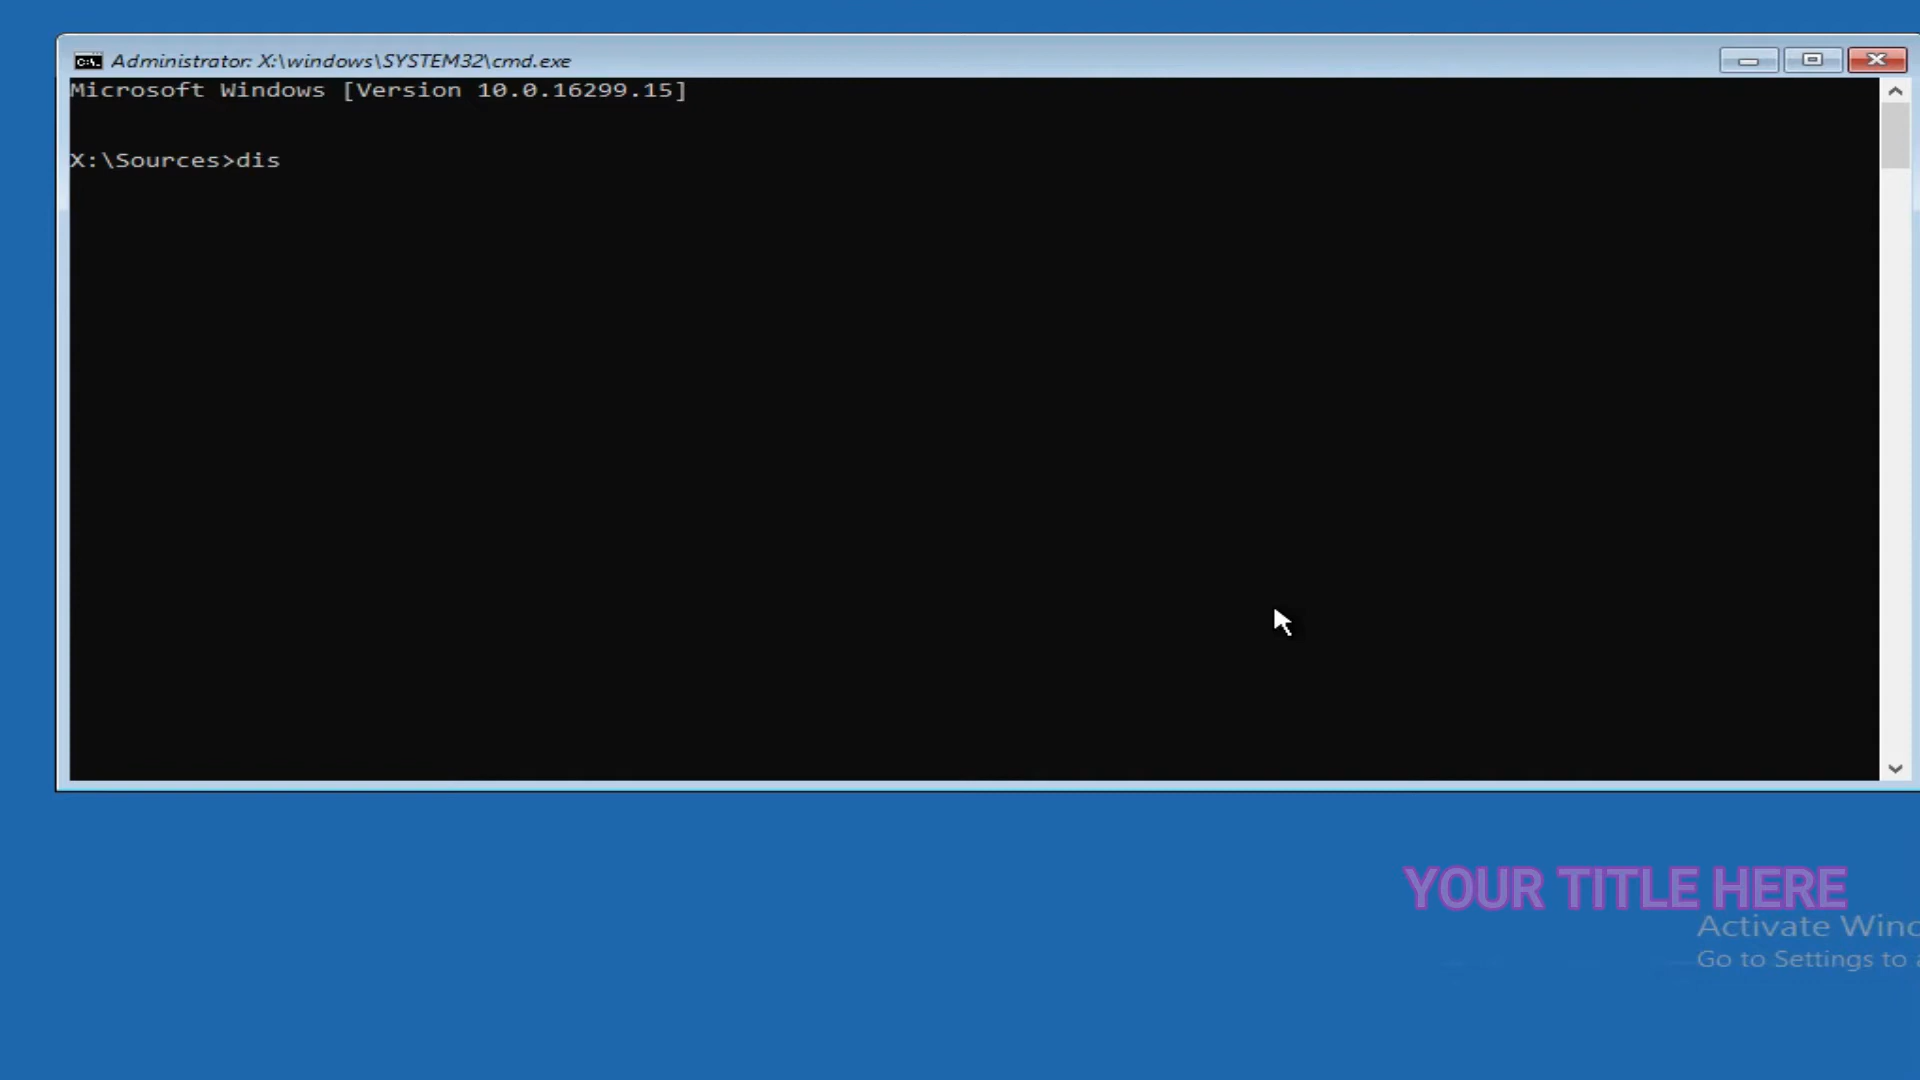 Administrator: X:\windows\SYSTEM32\cmd.exe
Microsoft Windows [Version 10.0.16299.15]
X:\Sources>dis
YOUR TITLE HERE
Activate Winc
Go to Settings to a